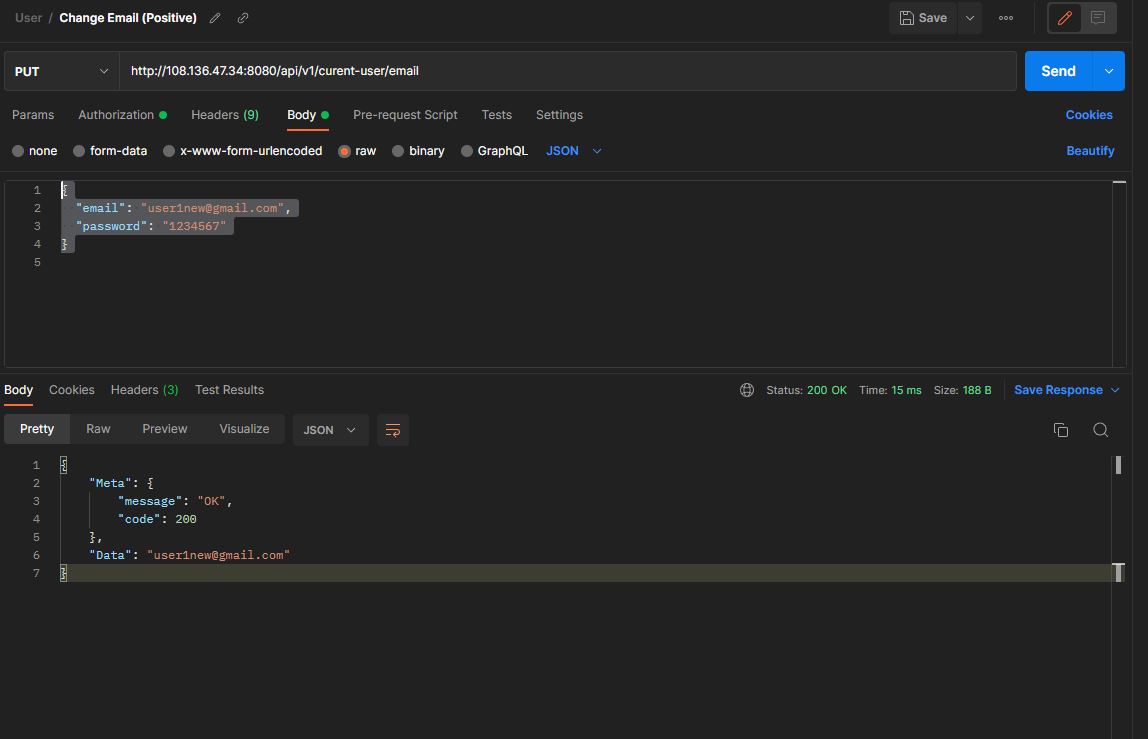 User / Change Email (Positive) Save
PUT http://108.136.47.34:8080/api/v1/curent-user/email Send
Params Authorization Headers (9) Body Pre-request Script Tests Settings Cookies
none form-data x-www-form-urlencoded raw binary GraphQL JSON Beautify
1 {
2 "email": "user1new@gmail.com",
3 "password": "1234567"
4 }
5
Body Cookies Headers (3) Test Results Status: 200 OK Time: 15 ms Size: 188 B Save Response
Pretty Raw Preview Visualize JSON
1 {
2 "Meta": {
3 "message": "OK",
4 "code": 200
5 },
6 "Data": "user1new@gmail.com"
7 }